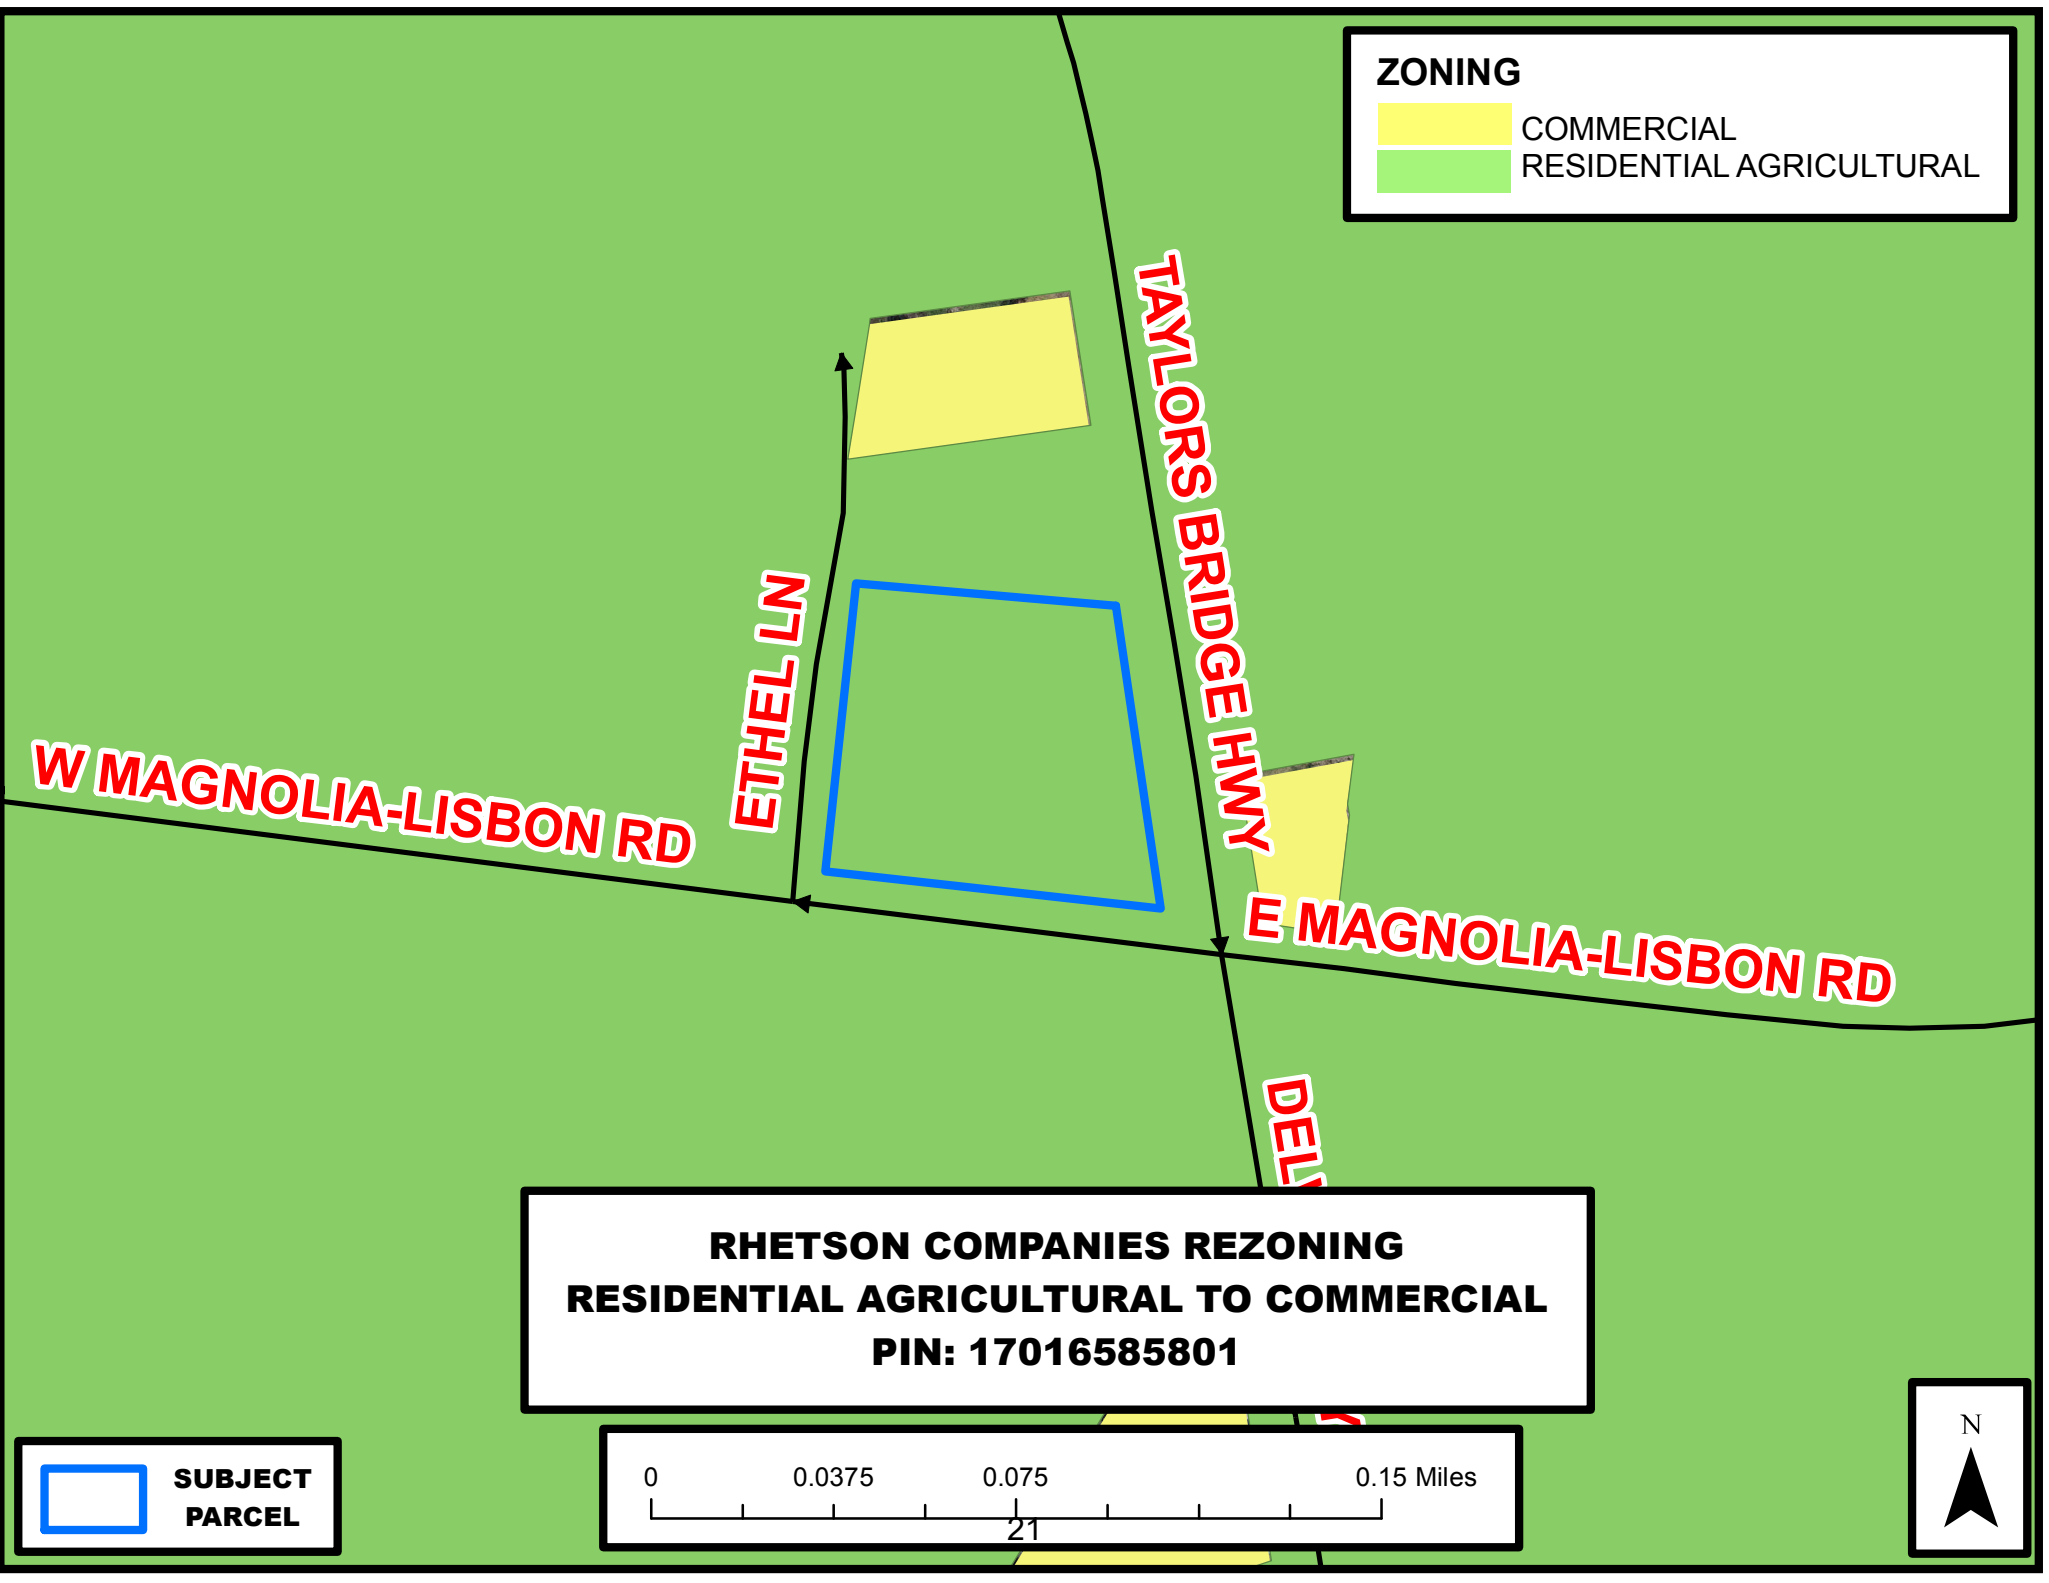 ZONING
COMMERCIAL
RESIDENTIAL AGRICULTURAL
TAYLORS BRIDGE HWY
ETHEL LN
W MAGNOLIA-LISBON RD
E MAGNOLIA-LISBON RD
RHETSON COMPANIES REZONING
RESIDENTIAL AGRICULTURAL TO COMMERCIAL
PIN: 17016585801
SUBJECT
PARCEL
0 0.0375 0.075 0.15 Miles
21
N